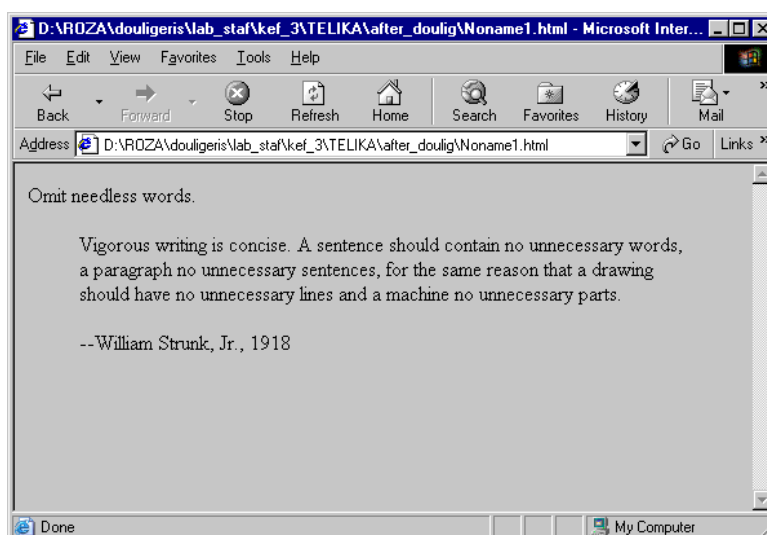 D:\ROZA\douligeris\lab_staf\kef_3\TELIKA\after_doulig\Noname1.html - Microsoft Inter...
File Edit View Favorites Tools Help
Back Forward Stop Refresh Home Search Favorites History Mail »
Address D:\ROZA\douligeris\lab_staf\kef_3\TELIKA\after_doulig\Noname1.html Go Links »
Omit needless words.
Vigorous writing is concise. A sentence should contain no unnecessary words,
a paragraph no unnecessary sentences, for the same reason that a drawing
should have no unnecessary lines and a machine no unnecessary parts.
--William Strunk, Jr., 1918
Done My Computer